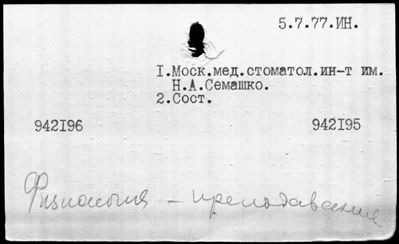 5.7.77.ИН.
I.Моск.мед.стоматол.ин-т им.
Н.А.Семашко.
2.Сост.
942I96 942I95
Физиология – преподавание